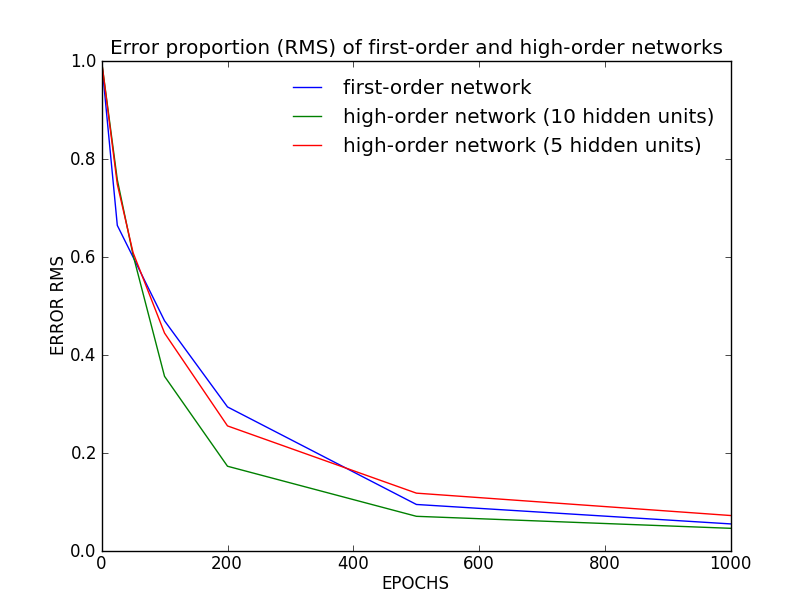 Error proportion (RMS) of first-order and high-order networks
first-order network
high-order network (10 hidden units)
high-order network (5 hidden units)
1.0
0.8
0.6
0.4
0.2
0.0
ERROR RMS
0 200 400 600 800 1000
EPOCHS